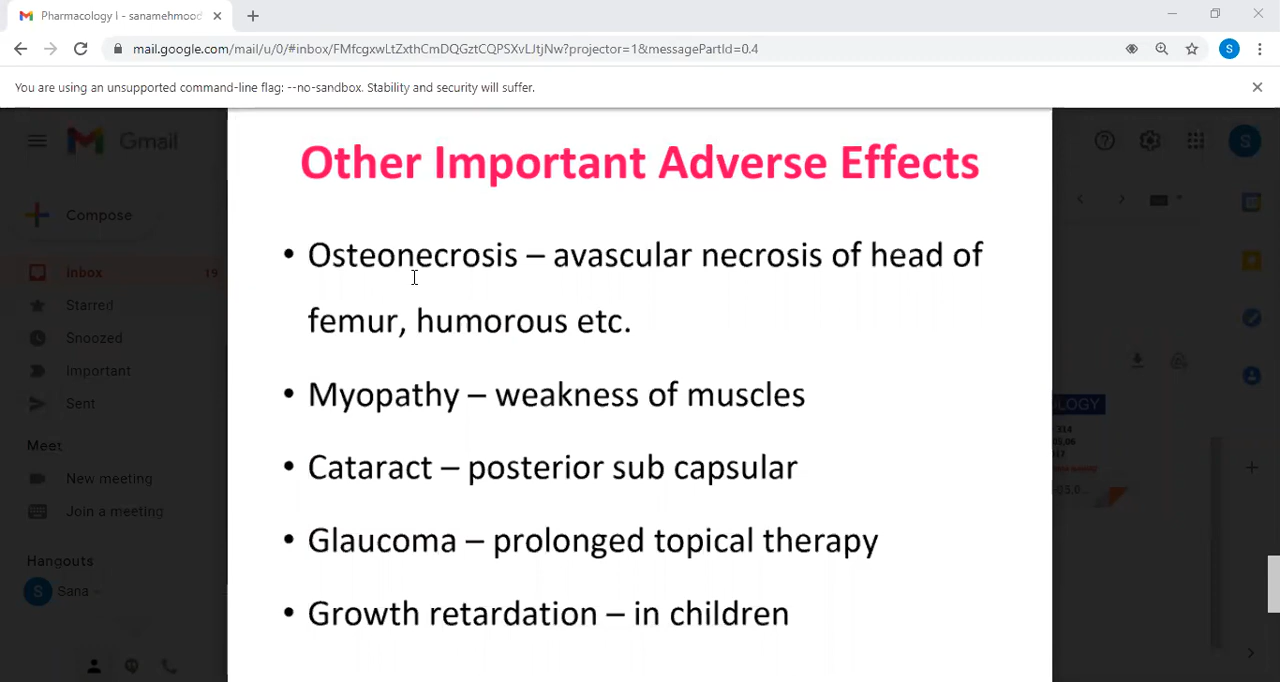 Pharmacology I - sanamehmood
mail.google.com/mail/u/0/#inbox/FMfcgxwLtZxthCmDQGztCQPSXvLJtjNw?projector=1&messagePartId=0.4
S
You are using an unsupported command-line flag: --no-sandbox. Stability and security will suffer.
Gmail
S
Compose
Inbox 19
Starred
Snoozed
Important
Sent
Meet
New meeting
Join a meeting
Hangouts
S Sana
Other Important Adverse Effects
• Osteonecrosis – avascular necrosis of head of
femur, humorous etc.
• Myopathy – weakness of muscles
• Cataract – posterior sub capsular
• Glaucoma – prolonged topical therapy
• Growth retardation – in children